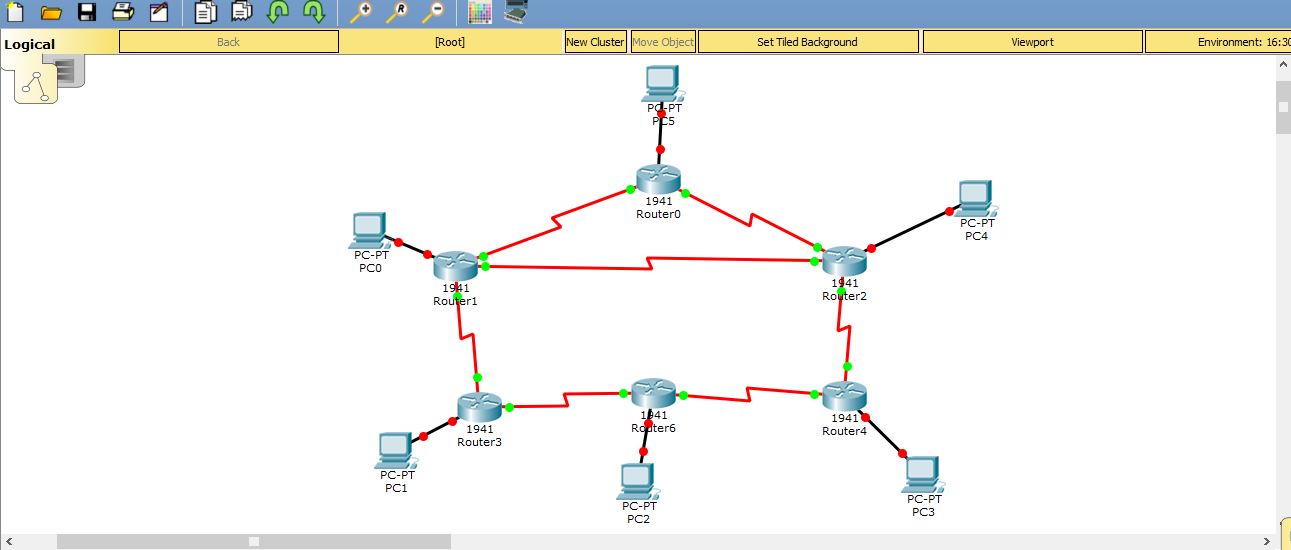 Logical
Back
[Root]
New Cluster
Move Object
Set Tiled Background
Viewport
Environment: 16:30
R
PC-PT
PC5
1941
Router0
PC-PT
PC4
PC-PT
PC0
1941
Router1
1941
Router2
1941
Router3
1941
Router6
1941
Router4
PC-PT
PC1
PC-PT
PC2
PC-PT
PC3